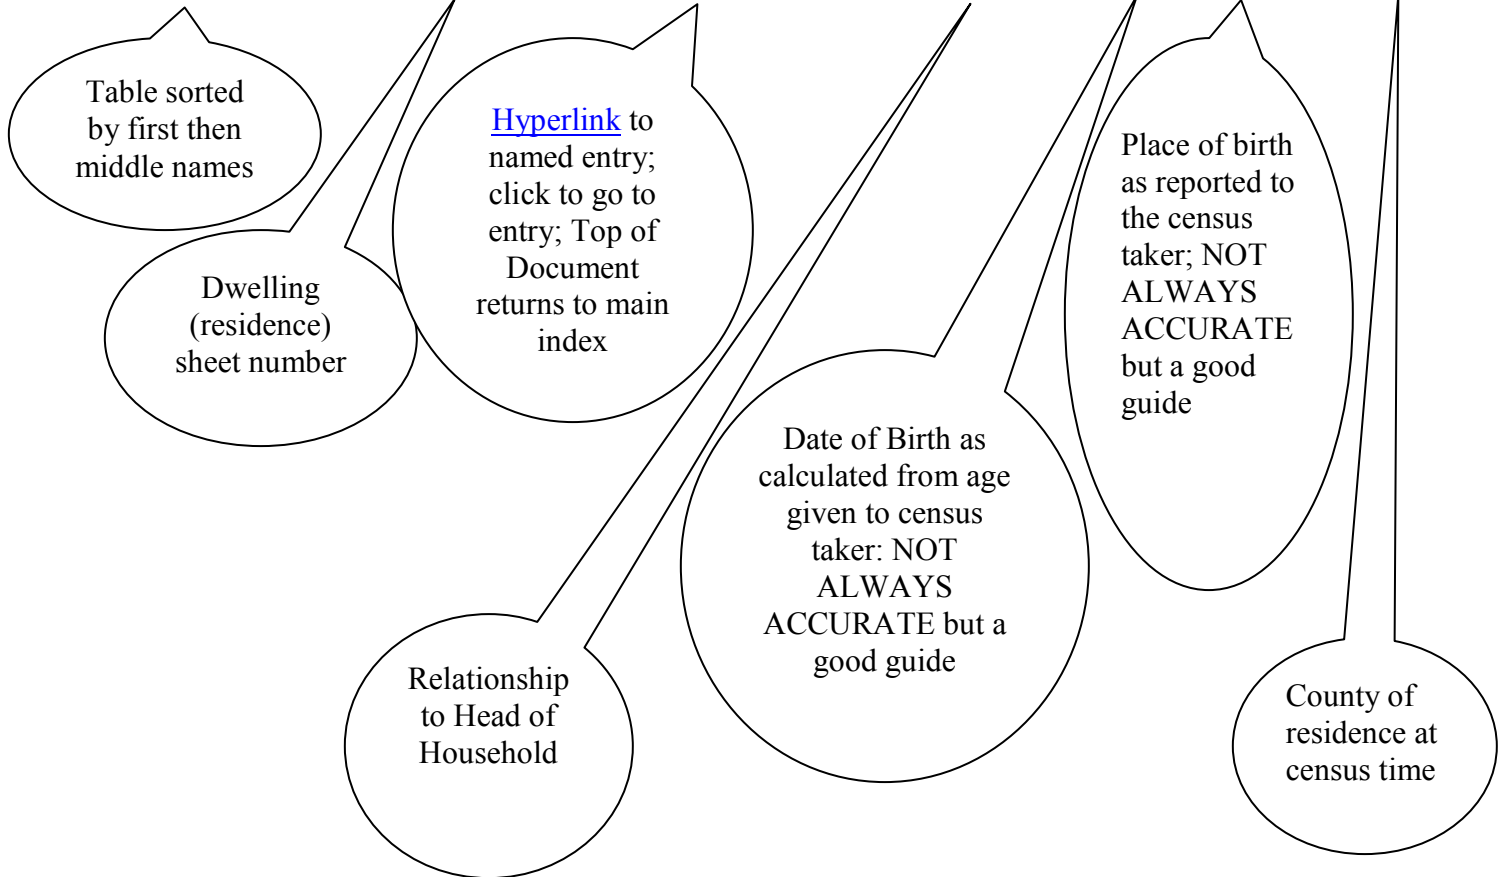 Table sorted
by first then
middle names
Dwelling
(residence)
sheet number
Hyperlink to
named entry;
click to go to
entry; Top of
Document
returns to main
index
Relationship
to Head of
Household
Date of Birth as
calculated from age
given to census
taker: NOT
ALWAYS
ACCURATE but a
good guide
Place of birth
as reported to
the census
taker; NOT
ALWAYS
ACCURATE
but a good
guide
County of
residence at
census time